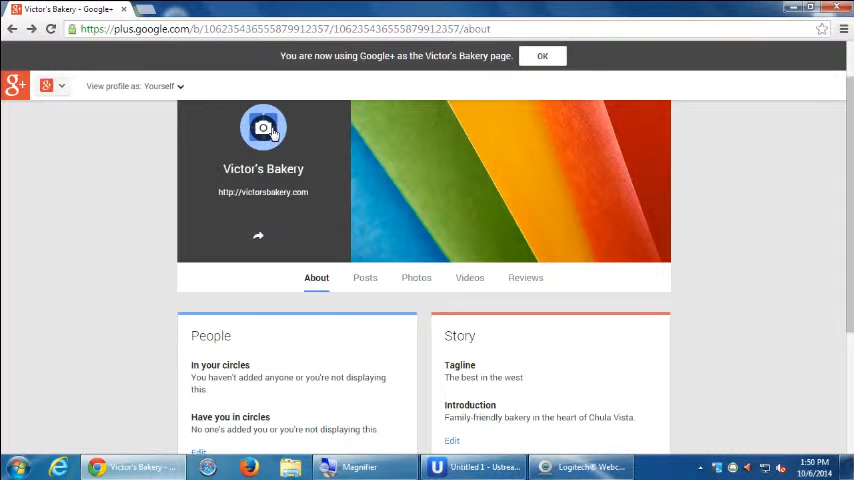 Victor's Bakery - Google+
https://plus.google.com/b/106235436555879912357/106235436555879912357/about
You are now using Google+ as the Victor's Bakery page. OK
g+ View profile as: Yourself
Victor's Bakery
http://victorsbakery.com
About Posts Photos Videos Reviews
People
In your circles
You haven't added anyone or you're not displaying
this.
Have you in circles
No one's added you or you're not displaying this.
Edit
Story
Tagline
The best in the west
Introduction
Family-friendly bakery in the heart of Chula Vista.
Edit
Victor's Bakery - ... Magnifier Untitled 1 - Ustrea... Logitech® Webc... 1:50 PM
10/6/2014